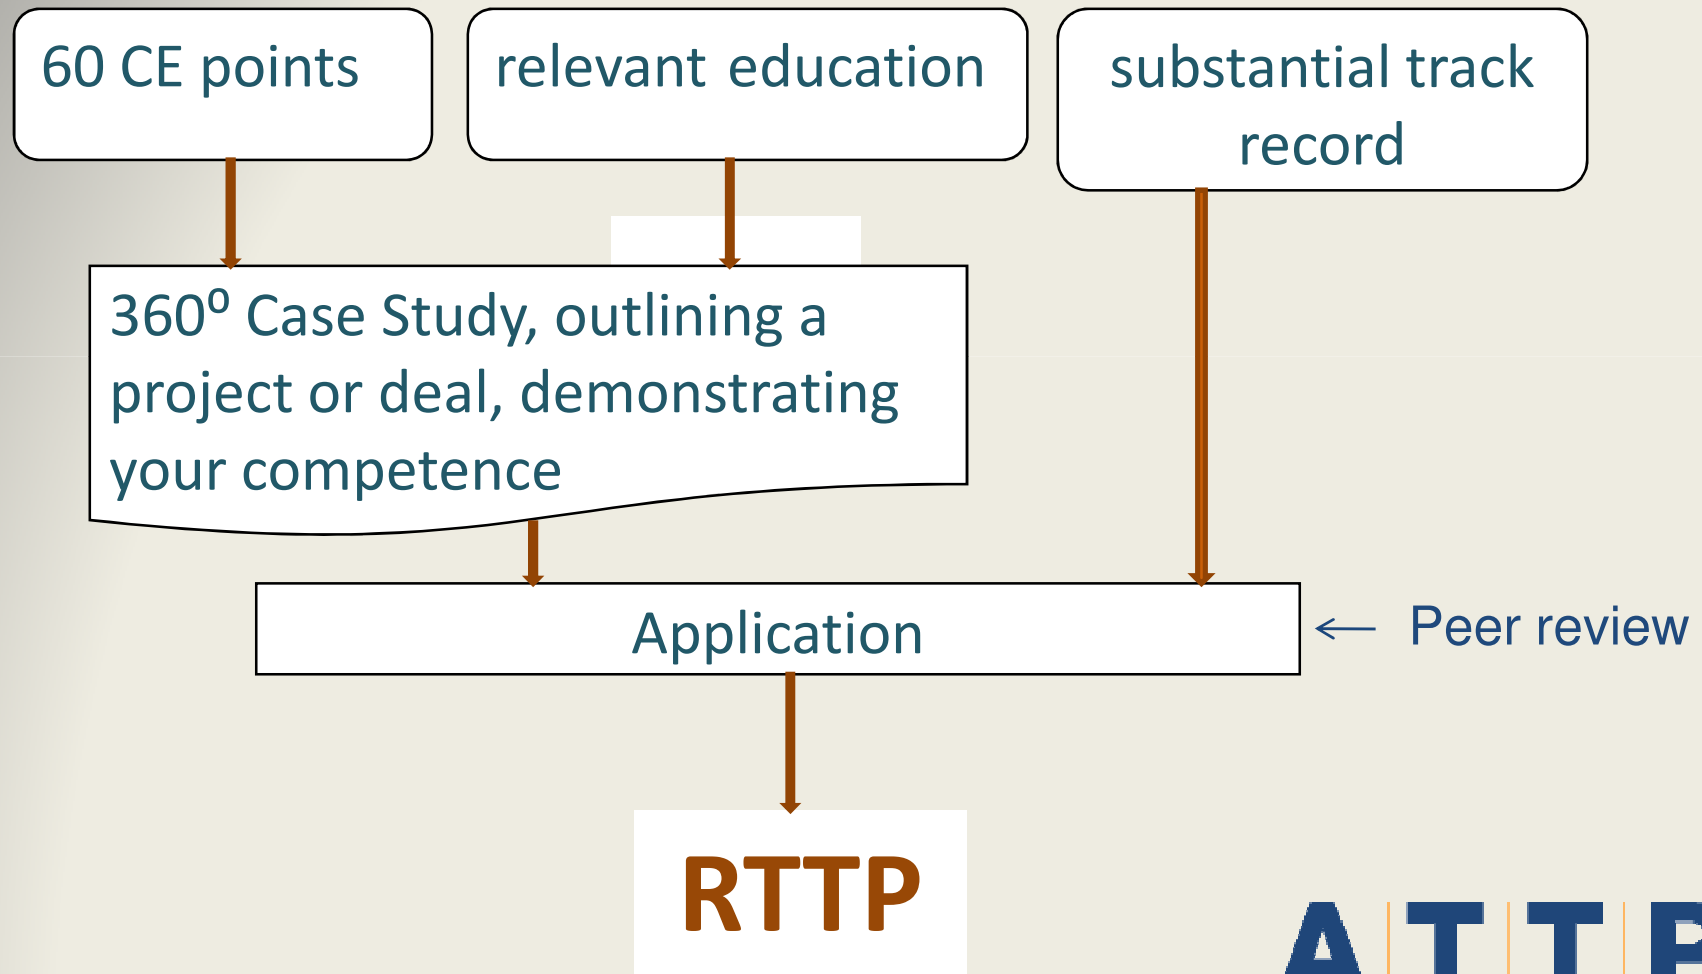 60 CE points
relevant education
substantial track
record
360⁰ Case Study, outlining a
project or deal, demonstrating
your competence
Application
← Peer review
RTTP
ATTP